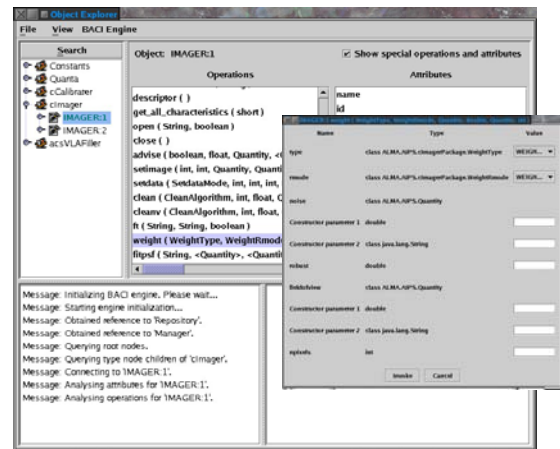 Object Explorer
File View BACI Engine
Search
Constants
Quanta
cCalibrater
cImager
IMAGER:1
IMAGER:2
acsVLAFiller
Object: IMAGER:1
Show special operations and attributes
Operations
descriptor ( )
get_all_characteristics ( short )
open ( String, boolean )
close ( )
advise ( boolean, float, Quantity,
setimage ( int, int, Quantity, Quanti
setdata ( SetdataMode, int, int, int,
clean ( CleanAlgorithm, int, float, Q
cleanv ( CleanAlgorithm, int, float,
ft ( String, String, boolean )
weight ( WeightType, WeightRmod
fitpsf ( String, <Quantity>, <Quanti
Attributes
name
id
Name Type Value
type class ALMA.AIPS.cImagerPackage.WeightType WEIGH...
rmode class ALMA.AIPS.cImagerPackage.WeightRmode WEIGH...
noise class ALMA.AIPS.Quantity
Constructor parameter 1 double
Constructor parameter 2 class java.lang.String
robust double
fieldofview class ALMA.AIPS.Quantity
Constructor parameter 1 double
Constructor parameter 2 class java.lang.String
npixels int
Invoke Cancel
Message: Initializing BACI engine. Please wait...
Message: Starting engine initialization...
Message: Obtained reference to 'Repository'.
Message: Obtained reference to 'Manager'.
Message: Querying root nodes.
Message: Querying type node children of 'cImager'.
Message: Connecting to 'IMAGER:1'.
Message: Analysing attributes for 'IMAGER:1'.
Message: Analysing operations for 'IMAGER:1'.